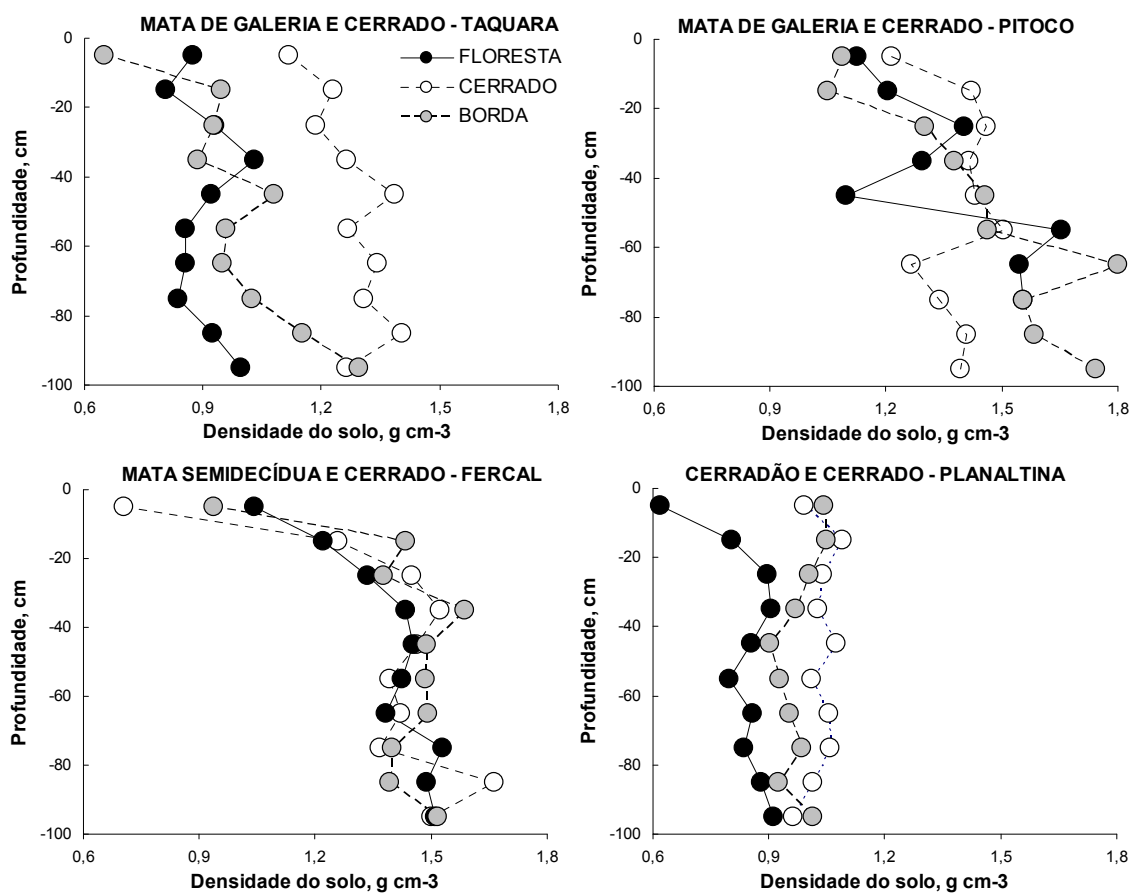 MATA DE GALERIA E CERRADO - TAQUARA
0
-20
-40
-60
-80
-100
Profundidade, cm
FLORESTA
CERRADO
BORDA
0,6
0,9
1,2
1,5
1,8
Densidade do solo, g cm-3
MATA DE GALERIA E CERRADO - PITOCO
0
-20
-40
-60
-80
-100
Profundidade, cm
0,6
0,9
1,2
1,5
1,8
Densidade do solo, g cm-3
MATA SEMIDECÍDUA E CERRADO - FERCAL
0
-20
-40
-60
-80
-100
Profundidade, cm
0,6
0,9
1,2
1,5
1,8
Densidade do solo, g cm-3
CERRADÃO E CERRADO - PLANALTINA
0
-20
-40
-60
-80
-100
Profundidade, cm
0,6
0,9
1,2
1,5
1,8
Densidade do solo, g cm-3